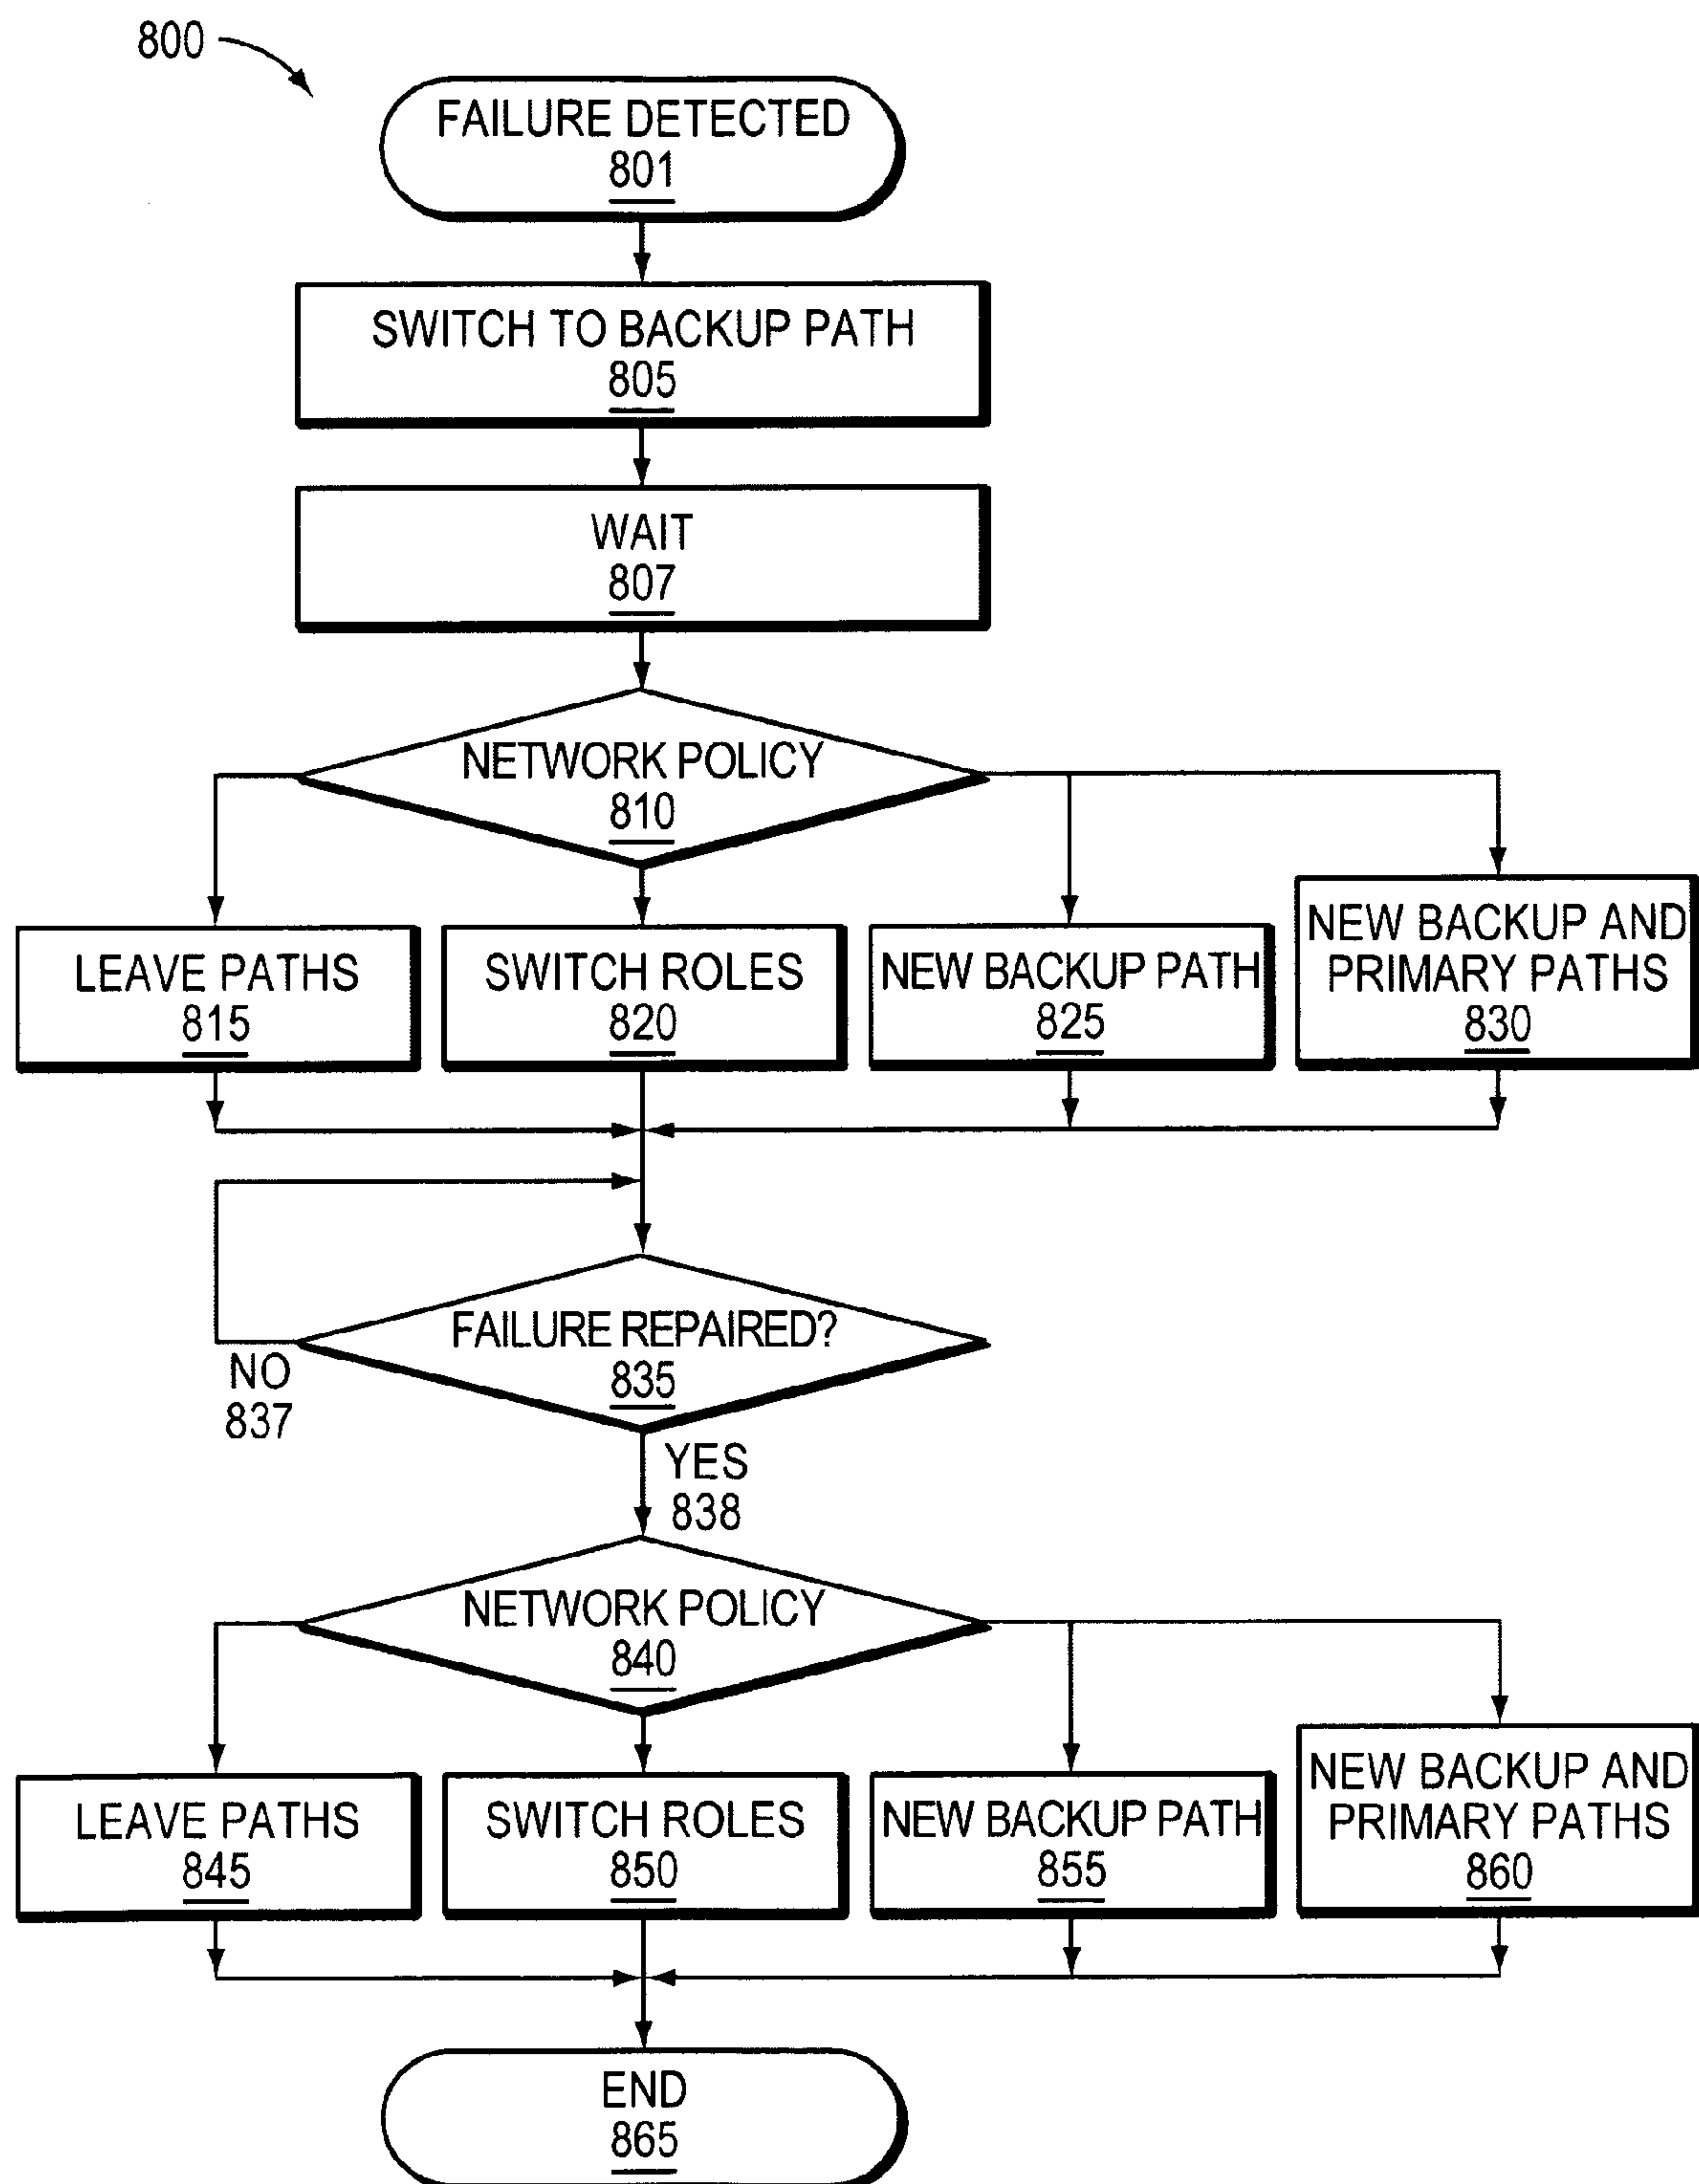 800
FAILURE DETECTED
801
SWITCH TO BACKUP PATH
805
WAIT
807
NETWORK POLICY
810
LEAVE PATHS
815
SWITCH ROLES
820
NEW BACKUP PATH
825
NEW BACKUP AND
PRIMARY PATHS
830
FAILURE REPAIRED?
835
NO
837
YES
838
NETWORK POLICY
840
LEAVE PATHS
845
SWITCH ROLES
850
NEW BACKUP PATH
855
NEW BACKUP AND
PRIMARY PATHS
860
END
865